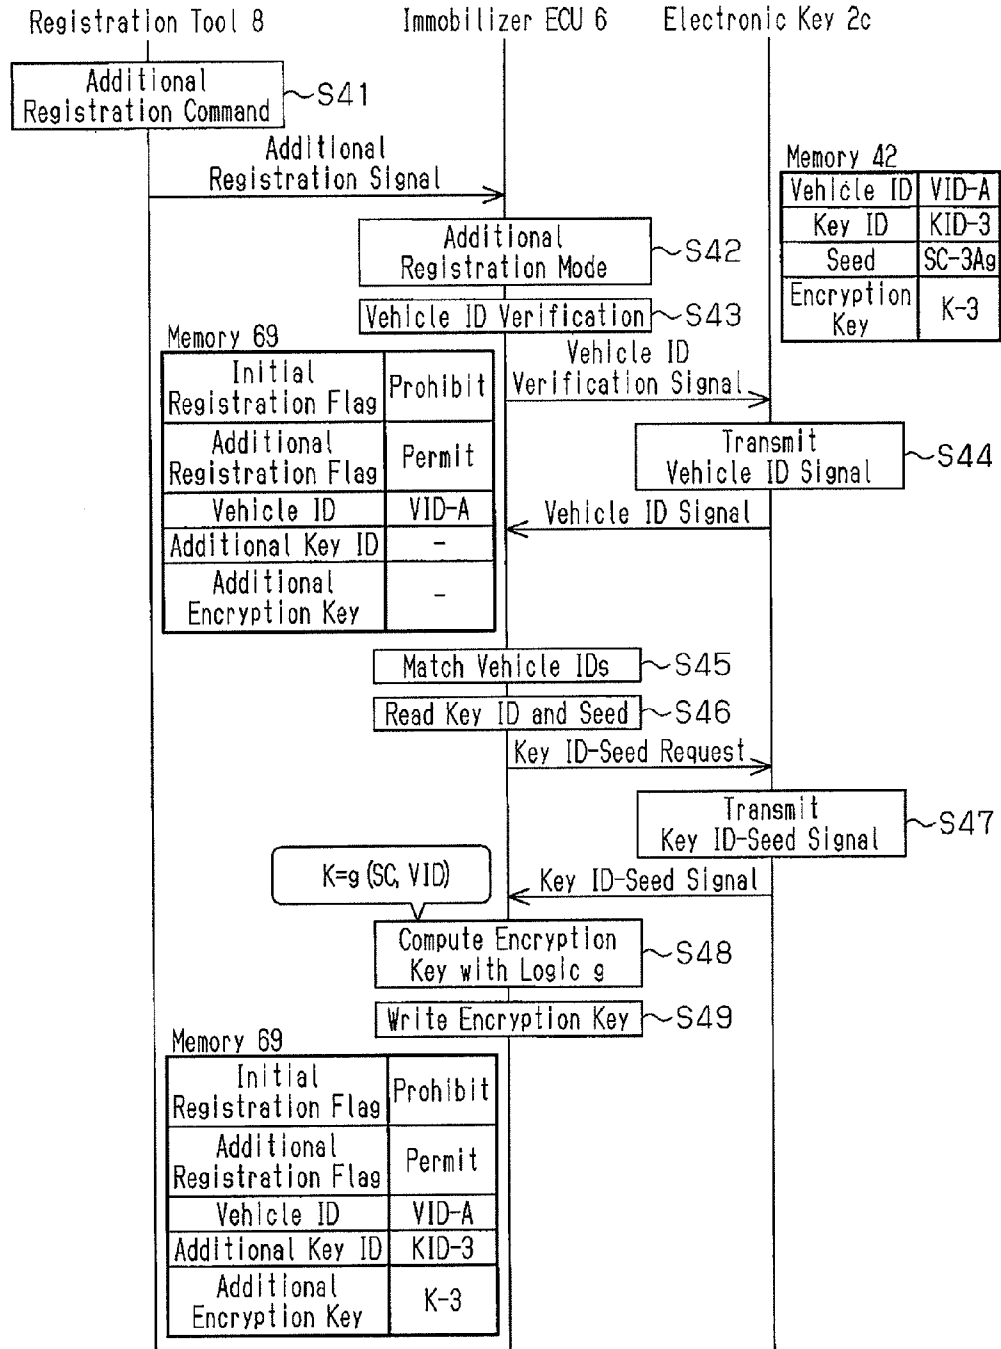 Registration Tool 8
Immobilizer ECU 6
Electronic Key 2c
Additional
Registration Command
S41
Additional
Registration Signal
Memory 42
Vehicle ID VID-A
Key ID KID-3
Seed SC-3Ag
Encryption
Key
K-3
Additional
Registration Mode
S42
Vehicle ID Verification
S43
Memory 69
Initial
Registration Flag
Prohibit
Additional
Registration Flag
Permit
Vehicle ID VID-A
Additional Key ID -
Additional
Encryption Key
-
Vehicle ID
Verification Signal
Transmit
Vehicle ID Signal
S44
Vehicle ID Signal
Match Vehicle IDs
S45
Read Key ID and Seed
S46
Key ID-Seed Request
Transmit
Key ID-Seed Signal
S47
K=g (SC, VID)
Key ID-Seed Signal
Compute Encryption
Key with Logic g
S48
Write Encryption Key
S49
Memory 69
Initial
Registration Flag
Prohibit
Additional
Registration Flag
Permit
Vehicle ID VID-A
Additional Key ID KID-3
Additional
Encryption Key
K-3